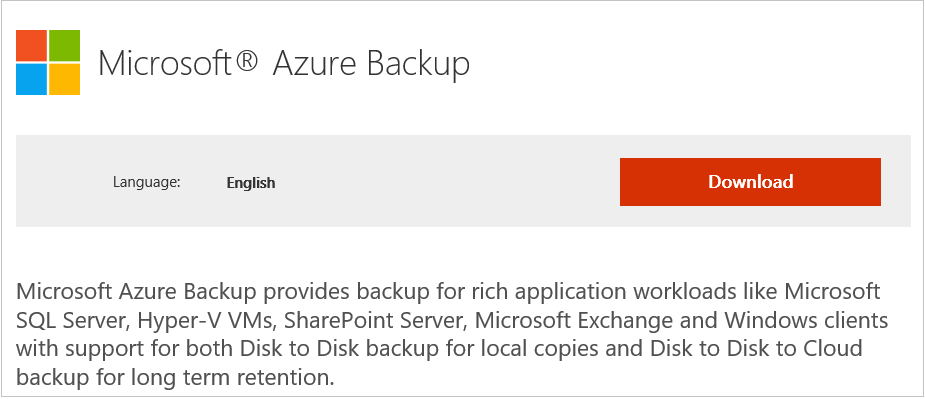 Microsoft® Azure Backup
Language: English Download
Microsoft Azure Backup provides backup for rich application workloads like Microsoft
SQL Server, Hyper-V VMs, SharePoint Server, Microsoft Exchange and Windows clients
with support for both Disk to Disk backup for local copies and Disk to Disk to Cloud
backup for long term retention.